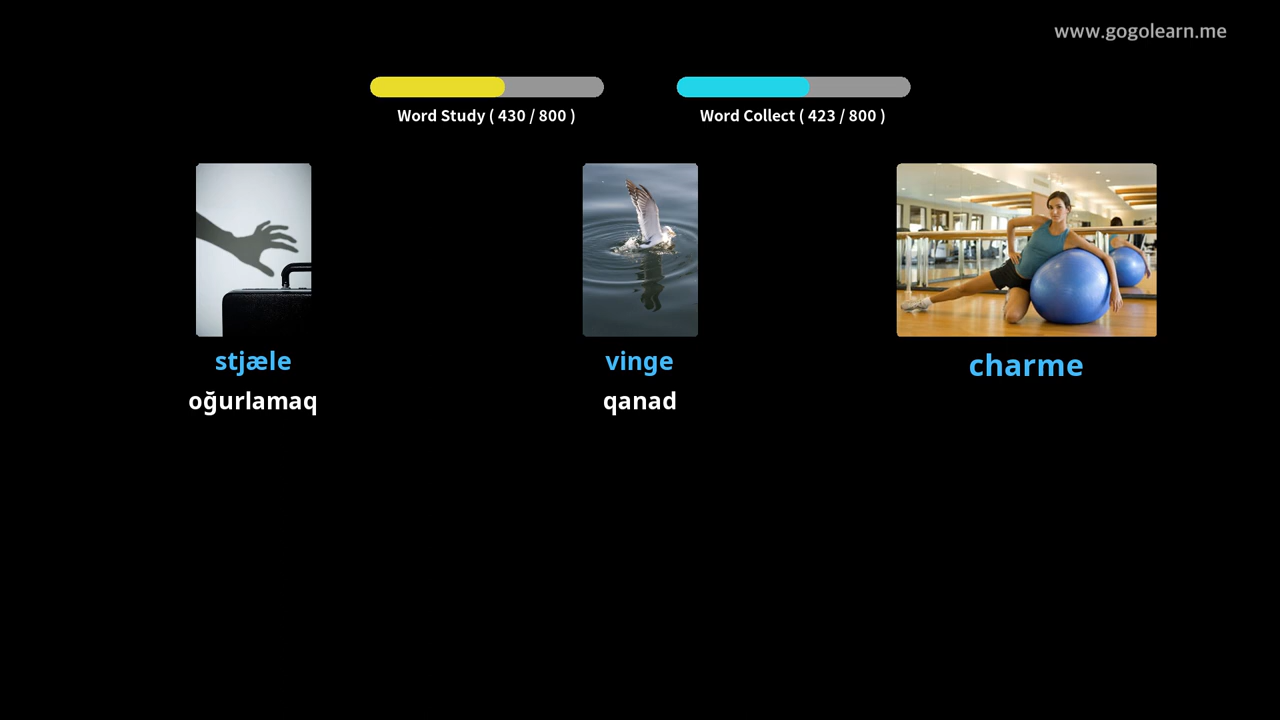 www.gogolearn.me
Word Study ( 430 / 800 )
Word Collect ( 423 / 800 )
stjæle
oğurlamaq
vinge
qanad
charme